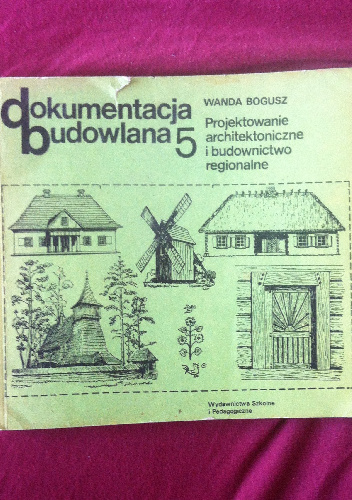 dokumentacja
budowlana 5
WANDA BOGUSZ
Projektowanie
architektoniczne
i budownictwo
regionalne
Wydawnictwa Szkolne
i Pedagogiczne